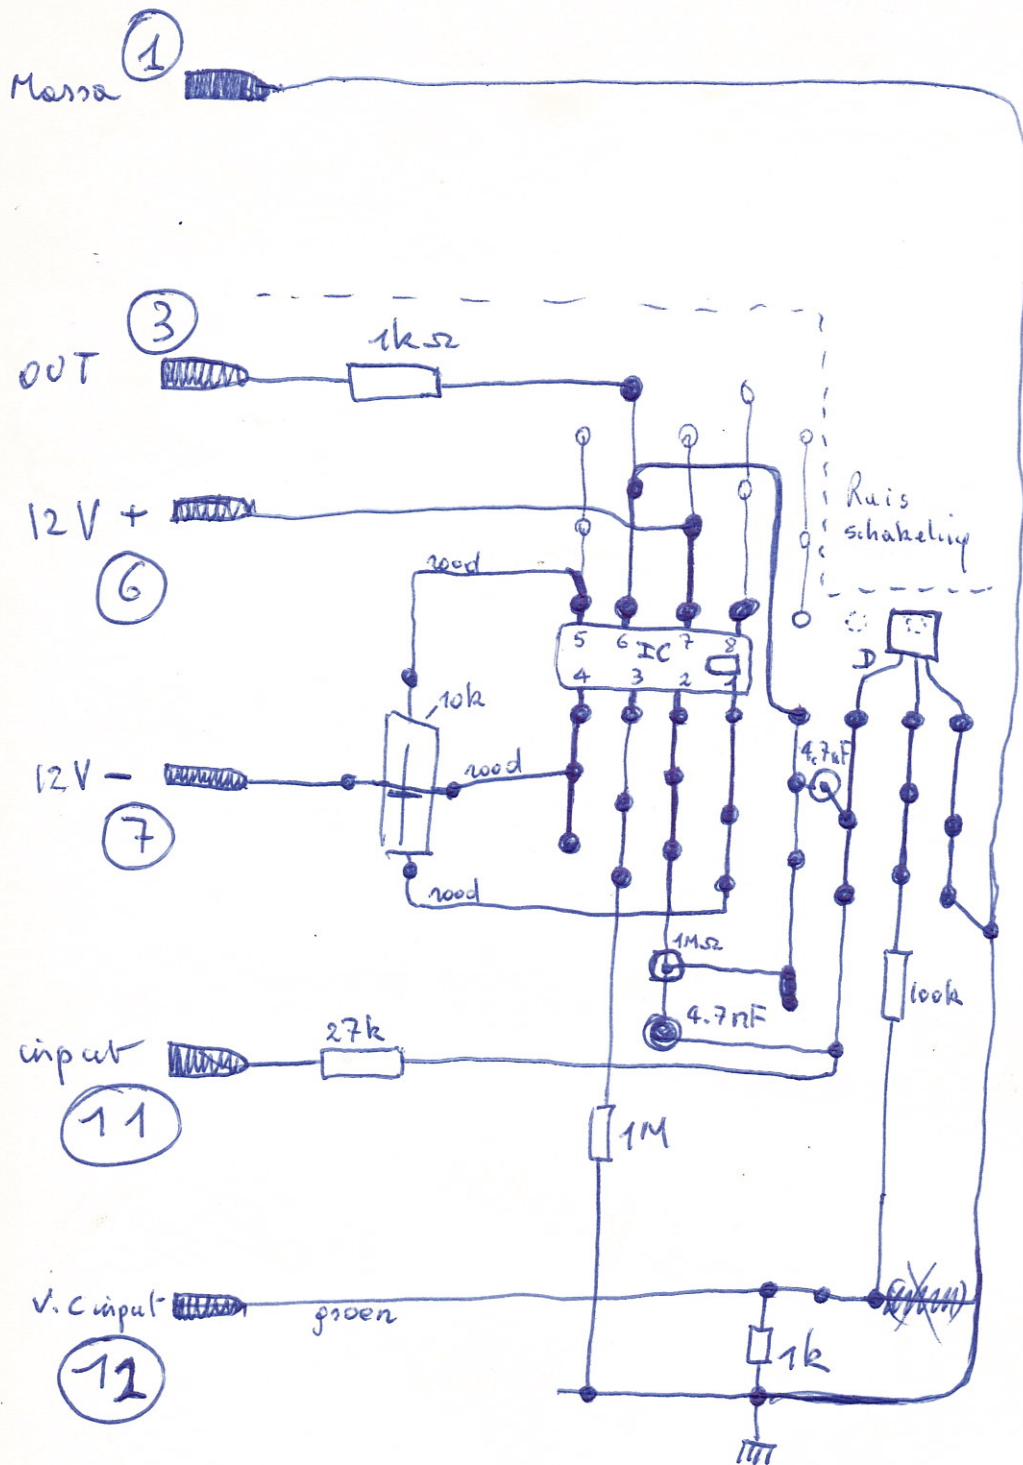 1
Massa
3
OUT
1kΩ
12V +
6
rood
Ruis
schakeling
5 6 IC 7 8
4 3 2 1
D
10k
4.7nF
12V -
7
rood
rood
1MΩ
4.7nF
100k
input
27k
11
1M
V.C input
groen
12
1k